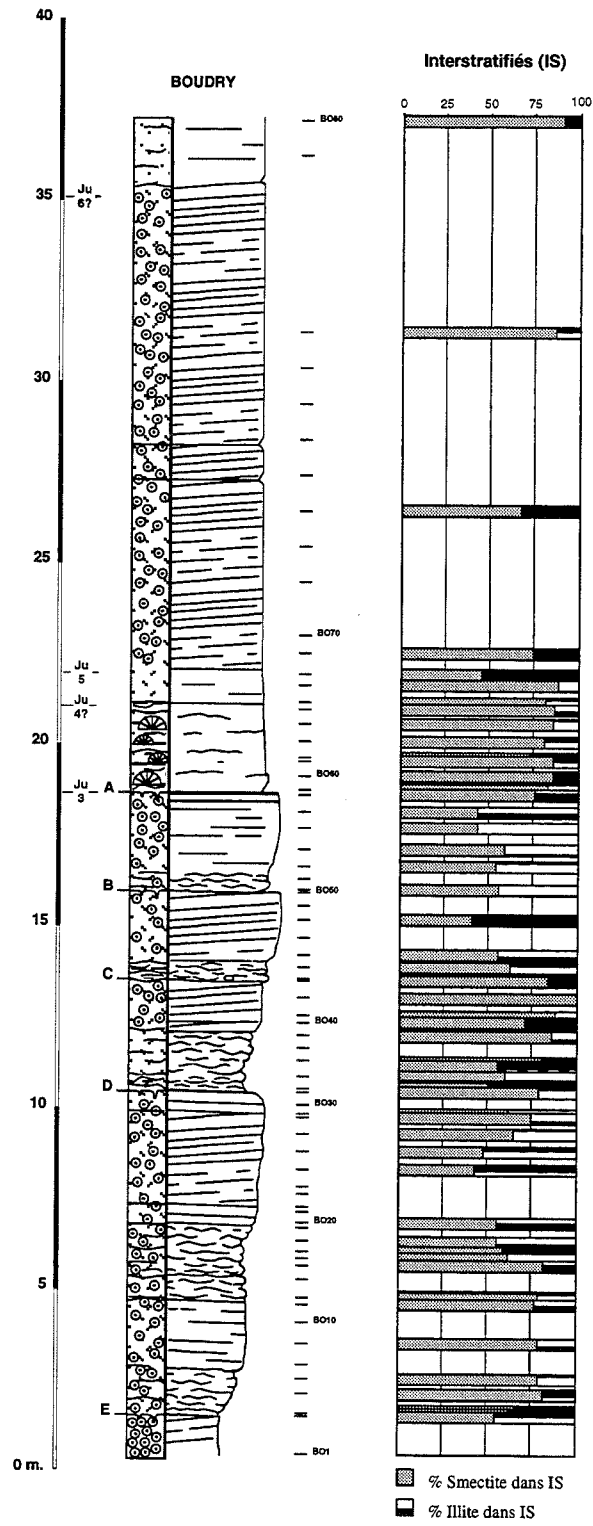 40
Interstratifiés (IS)
BOUDRY
0 25 50 75 100
BO80
Ju
35
6?
30
25
BO70
Ju
5
Ju
4?
20
BO60
A
Ju
3
B
BO50
15
C
BO40
D
10
BO30
BO20
5
BO10
E
BO1
0 m.
% Smectite dans IS
% Illite dans IS